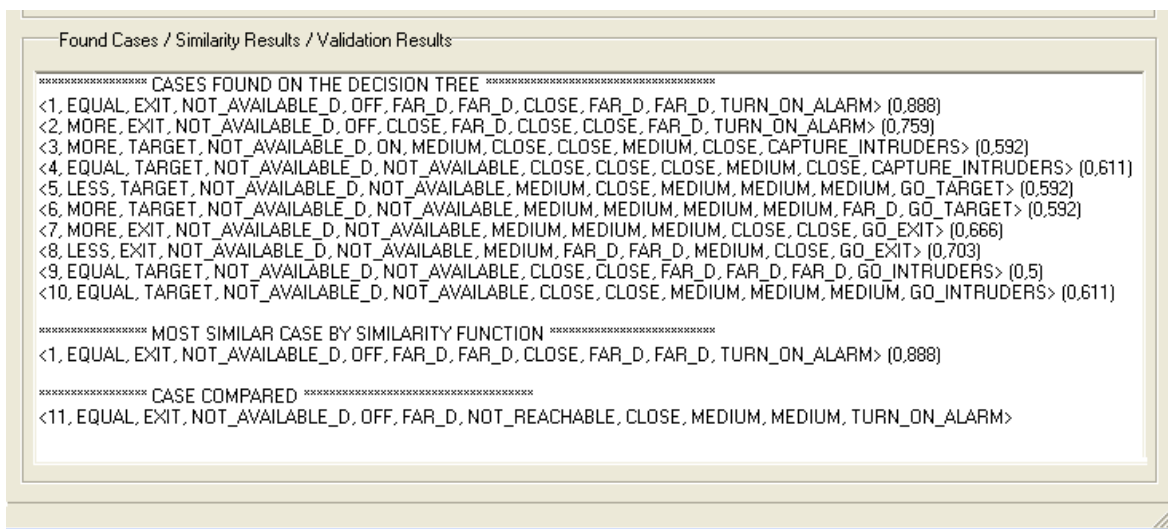 Found Cases / Similarity Results / Validation Results
***************** CASES FOUND ON THE DECISION TREE ************************************
<1, EQUAL, EXIT, NOT_AVAILABLE_D, OFF, FAR_D, FAR_D, CLOSE, FAR_D, FAR_D, TURN_ON_ALARM> (0,888)
<2, MORE, EXIT, NOT_AVAILABLE_D, OFF, CLOSE, FAR_D, CLOSE, CLOSE, FAR_D, TURN_ON_ALARM> (0,759)
<3, MORE, TARGET, NOT_AVAILABLE_D, ON, MEDIUM, CLOSE, CLOSE, MEDIUM, CLOSE, CAPTURE_INTRUDERS> (0,592)
<4, EQUAL, TARGET, NOT_AVAILABLE_D, NOT_AVAILABLE, CLOSE, CLOSE, CLOSE, MEDIUM, CLOSE, CAPTURE_INTRUDERS> (0,611)
<5, LESS, TARGET, NOT_AVAILABLE_D, NOT_AVAILABLE, MEDIUM, CLOSE, MEDIUM, MEDIUM, MEDIUM, GO_TARGET> (0,592)
<6, MORE, TARGET, NOT_AVAILABLE_D, NOT_AVAILABLE, MEDIUM, MEDIUM, MEDIUM, MEDIUM, FAR_D, GO_TARGET> (0,592)
<7, MORE, EXIT, NOT_AVAILABLE_D, NOT_AVAILABLE, MEDIUM, MEDIUM, MEDIUM, CLOSE, CLOSE, GO_EXIT> (0,666)
<8, LESS, EXIT, NOT_AVAILABLE_D, NOT_AVAILABLE, MEDIUM, FAR_D, FAR_D, MEDIUM, CLOSE, GO_EXIT> (0,703)
<9, EQUAL, TARGET, NOT_AVAILABLE_D, NOT_AVAILABLE, CLOSE, CLOSE, FAR_D, FAR_D, FAR_D, GO_INTRUDERS> (0,5)
<10, EQUAL, TARGET, NOT_AVAILABLE_D, NOT_AVAILABLE, CLOSE, CLOSE, MEDIUM, MEDIUM, MEDIUM, GO_INTRUDERS> (0,611)
***************** MOST SIMILAR CASE BY SIMILARITY FUNCTION **************************
<1, EQUAL, EXIT, NOT_AVAILABLE_D, OFF, FAR_D, FAR_D, CLOSE, FAR_D, FAR_D, TURN_ON_ALARM> (0,888)
***************** CASE COMPARED ************************************
<11, EQUAL, EXIT, NOT_AVAILABLE_D, OFF, FAR_D, NOT_REACHABLE, CLOSE, MEDIUM, MEDIUM, TURN_ON_ALARM>